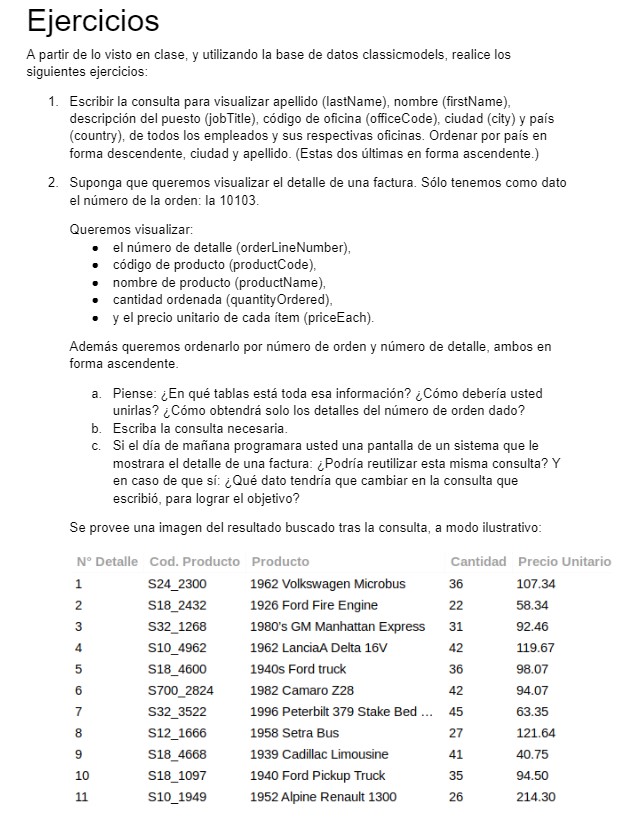 Ejercicios
A partir de lo visto en clase, y utilizando la base de datos classicmodels, realice los
siguientes ejercicios:
1. Escribir la consulta para visualizar apellido (lastName), nombre (firstName),
descripción del puesto (jobTitle), código de oficina (officeCode), ciudad (city) y país
(country), de todos los empleados y sus respectivas oficinas. Ordenar por país en
forma descendente, ciudad y apellido. (Estas dos últimas en forma ascendente.)
2. Suponga que queremos visualizar el detalle de una factura. Sólo tenemos como dato
el número de la orden: la 10103.
Queremos visualizar:
● el número de detalle (orderLineNumber),
● código de producto (productCode),
● nombre de producto (productName),
● cantidad ordenada (quantityOrdered),
● y el precio unitario de cada ítem (priceEach).
Además queremos ordenarlo por número de orden y número de detalle, ambos en
forma ascendente.
a. Piense: ¿En qué tablas está toda esa información? ¿Cómo debería usted
unirlas? ¿Cómo obtendrá solo los detalles del número de orden dado?
b. Escriba la consulta necesaria.
c. Si el día de mañana programara usted una pantalla de un sistema que le
mostrara el detalle de una factura: ¿Podría reutilizar esta misma consulta? Y
en caso de que sí: ¿Qué dato tendría que cambiar en la consulta que
escribió, para lograr el objetivo?
Se provee una imagen del resultado buscado tras la consulta, a modo ilustrativo:
N° Detalle Cod. Producto Producto Cantidad Precio Unitario
1 S24_2300 1962 Volkswagen Microbus 36 107.34
2 S18_2432 1926 Ford Fire Engine 22 58.34
3 S32_1268 1980's GM Manhattan Express 31 92.46
4 S10_4962 1962 LanciaA Delta 16V 42 119.67
5 S18_4600 1940s Ford truck 36 98.07
6 S700_2824 1982 Camaro Z28 42 94.07
7 S32_3522 1996 Peterbilt 379 Stake Bed ... 45 63.35
8 S12_1666 1958 Setra Bus 27 121.64
9 S18_4668 1939 Cadillac Limousine 41 40.75
10 S18_1097 1940 Ford Pickup Truck 35 94.50
11 S10_1949 1952 Alpine Renault 1300 26 214.30